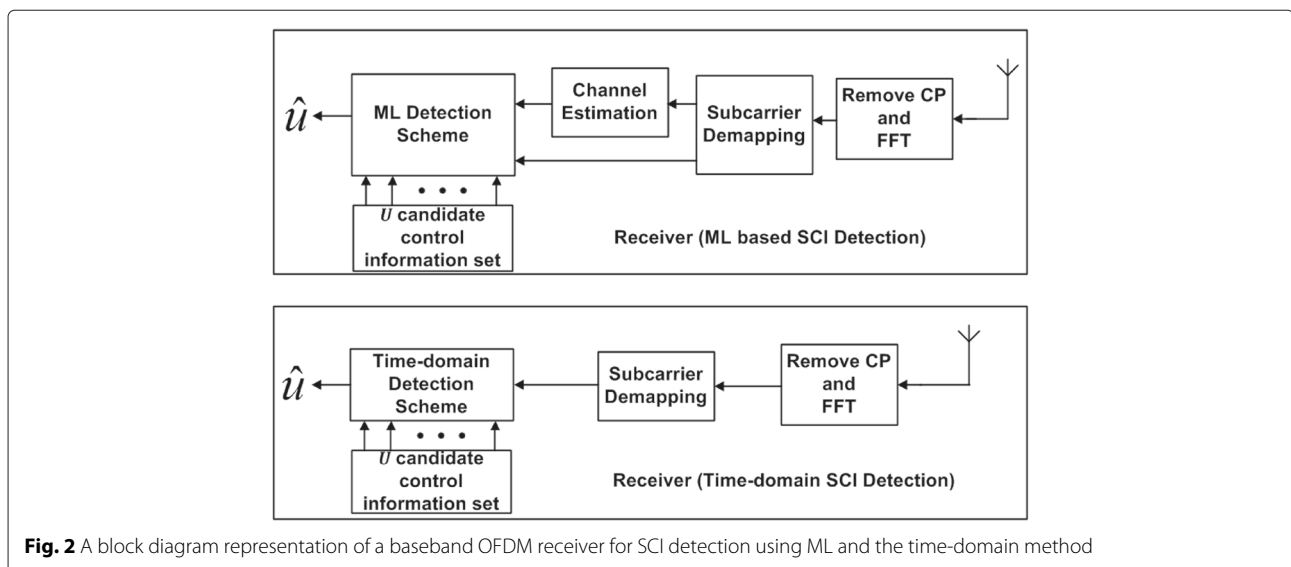 û
ML Detection
Scheme
Channel
Estimation
Subcarrier
Demapping
Remove CP
and
FFT
U candidate
control
information set
Receiver (ML based SCI Detection)
û
Time-domain
Detection
Scheme
Subcarrier
Demapping
Remove CP
and
FFT
U candidate
control
information set
Receiver (Time-domain SCI Detection)
Fig. 2 A block diagram representation of a baseband OFDM receiver for SCI detection using ML and the time-domain method